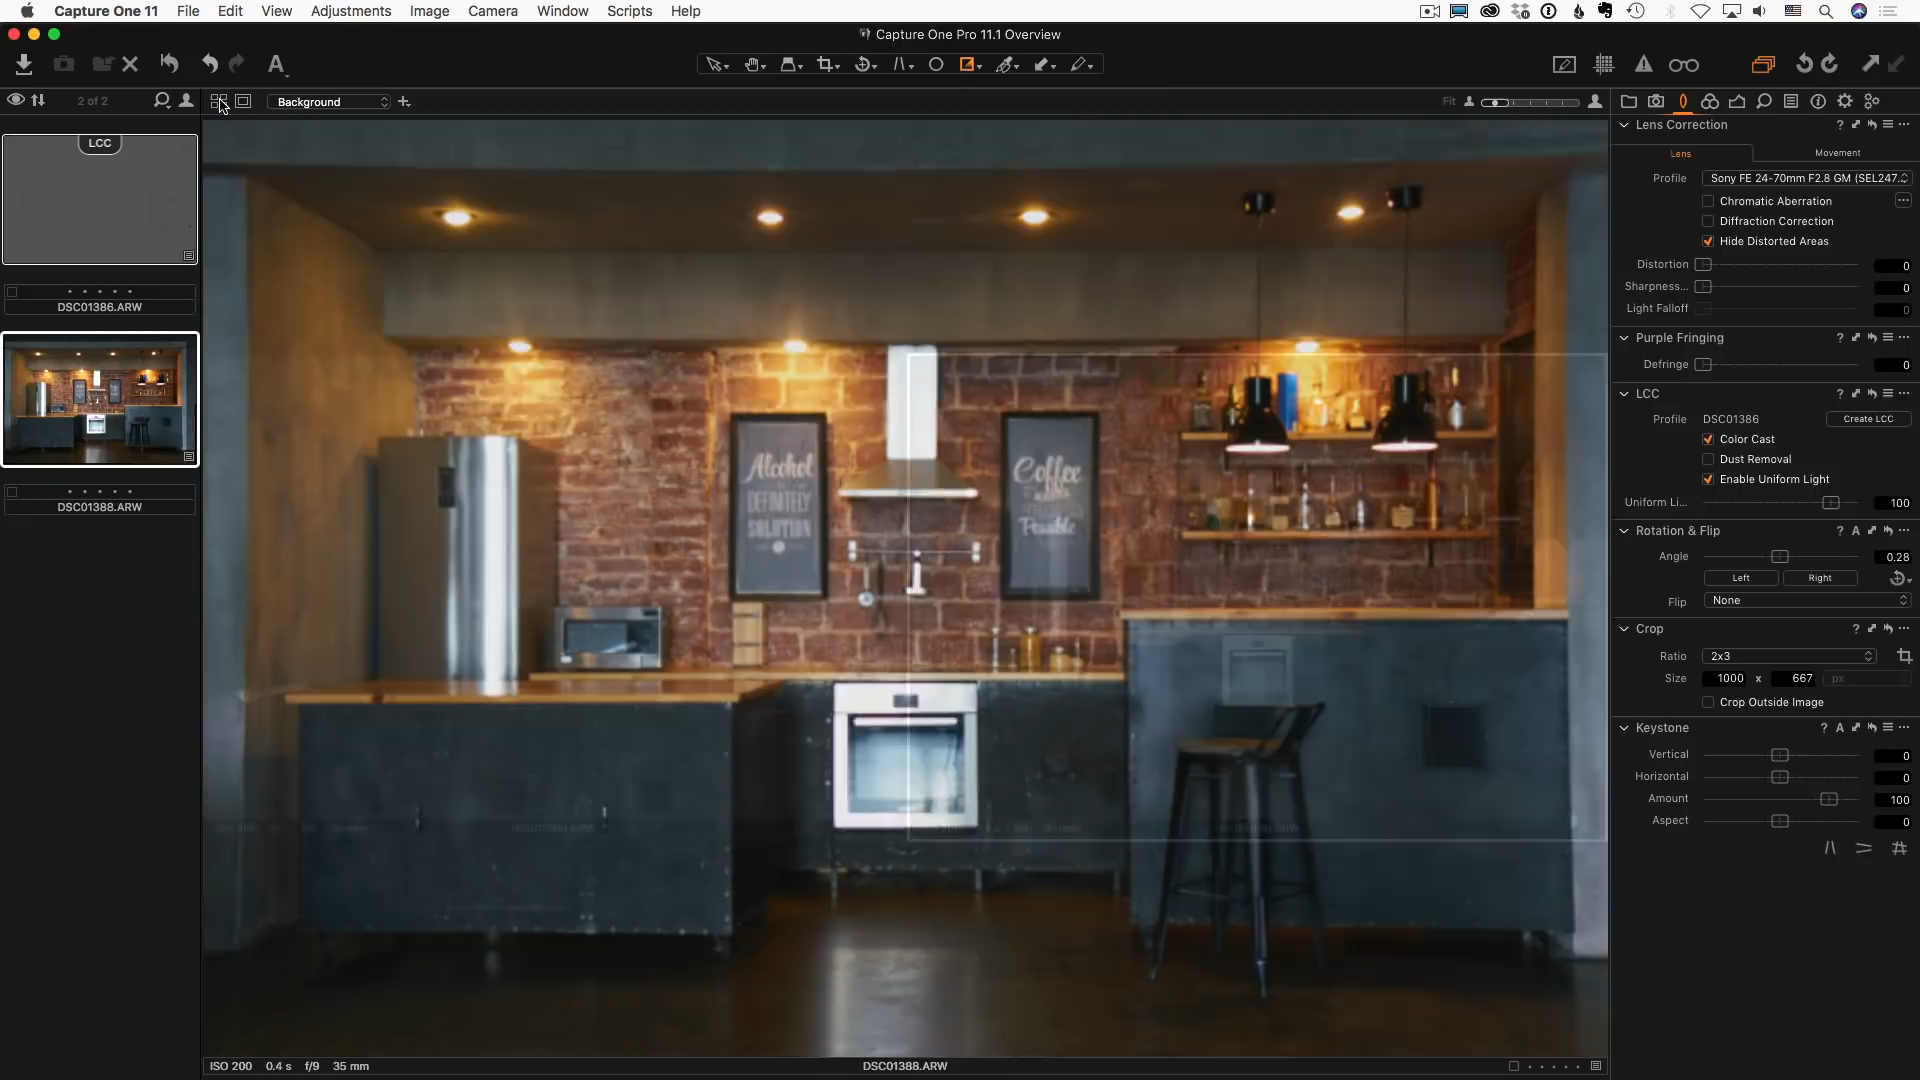 Capture One 11 File Edit View Adjustments Image Camera Window Scripts Help
Capture One Pro 11.1 Overview
A
2 of 2
Background
Fit
LCC
DSC01386.ARW
DSC01388.ARW
Alcohol
DEFINITELY
SOLUTION
Coffee
Possible
ISO 200 0.4 s f/9 35 mm
DSC01388.ARW
Lens Correction
Lens Movement
Profile Sony FE 24-70mm F2.8 GM (SEL247...
Chromatic Aberration
Diffraction Correction
Hide Distorted Areas
Distortion 0
Sharpness... 0
Light Falloff 0
Purple Fringing
Defringe 0
LCC
Profile DSC01386 Create LCC
Color Cast
Dust Removal
Enable Uniform Light
Uniform Li... 100
Rotation & Flip
Angle 0.28
Left Right
Flip None
Crop
Ratio 2x3
Size 1000 x 667 px
Crop Outside Image
Keystone
Vertical 0
Horizontal 0
Amount 100
Aspect 0